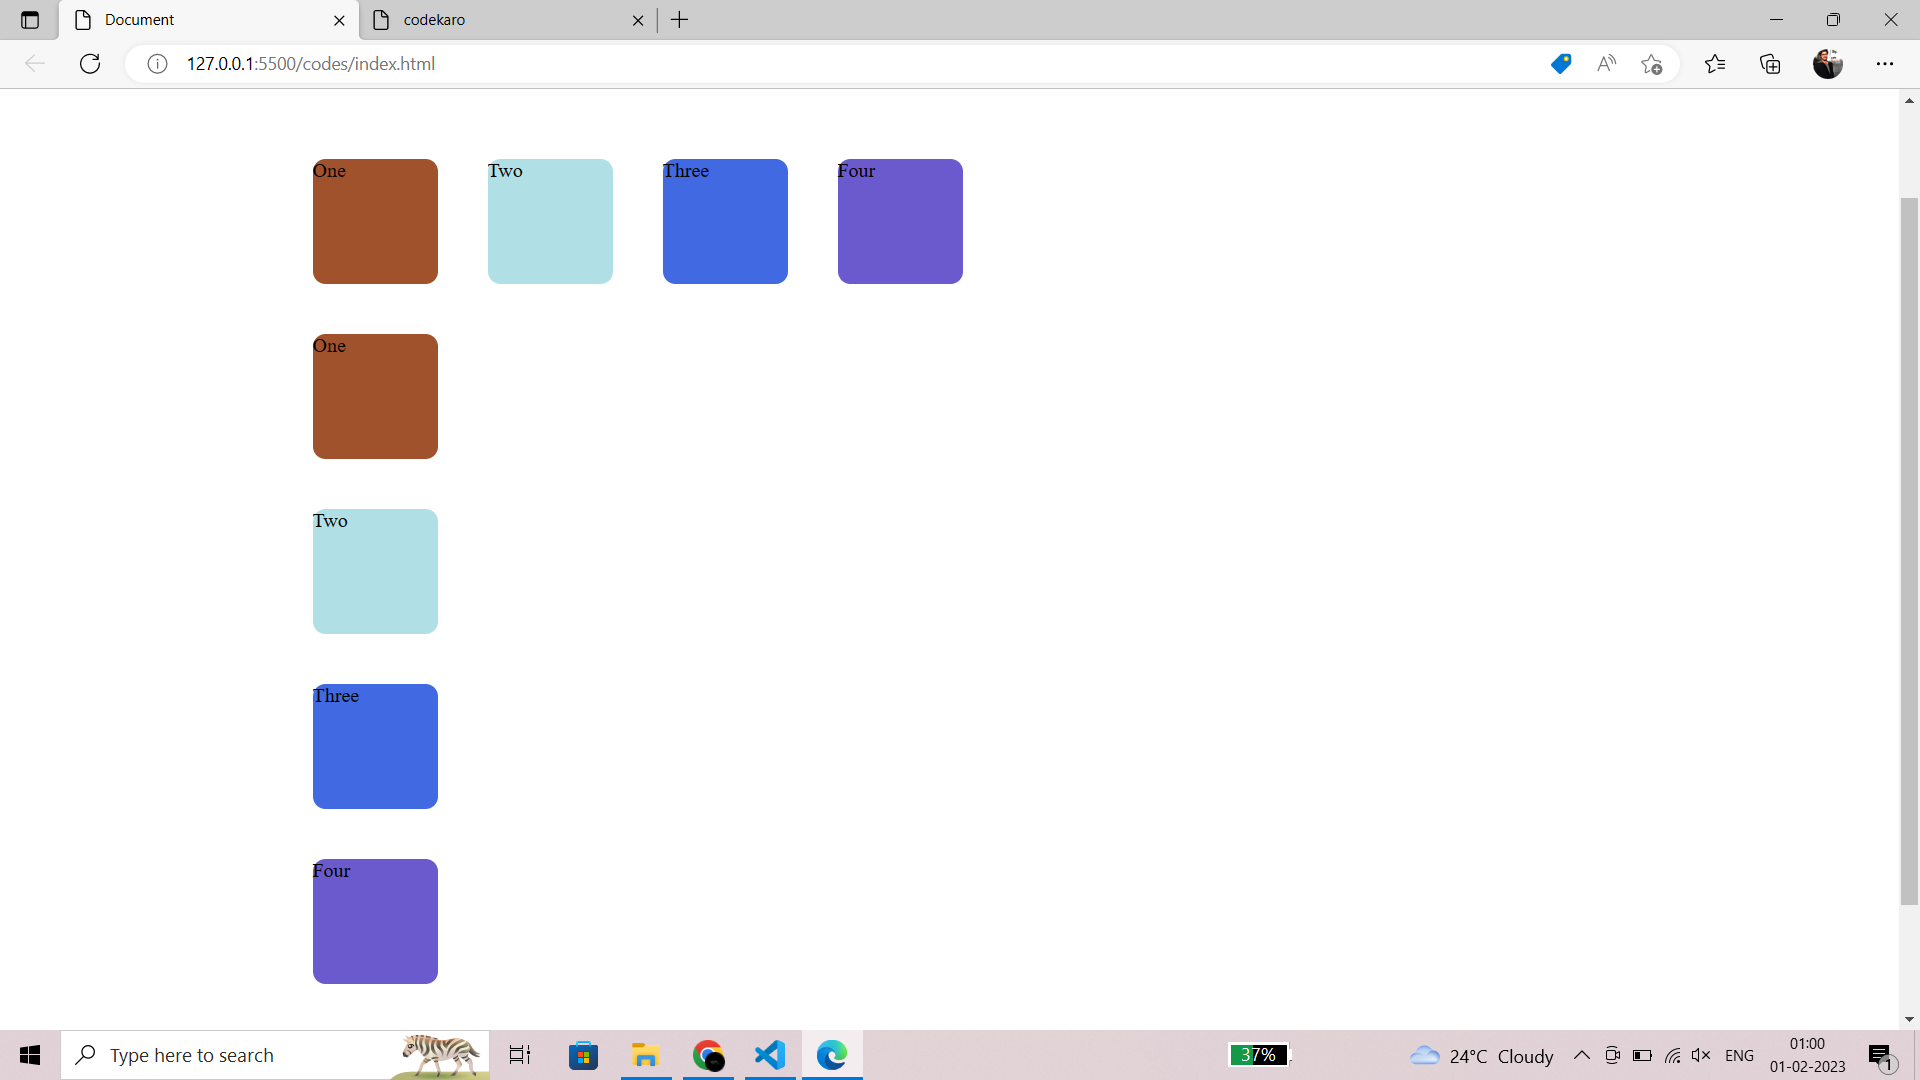 Document
codekaro
127.0.0.1:5500/codes/index.html
One
Two
Three
Four
One
Two
Three
Four
Type here to search
37%
24°C Cloudy
ENG
01:00
01-02-2023
1